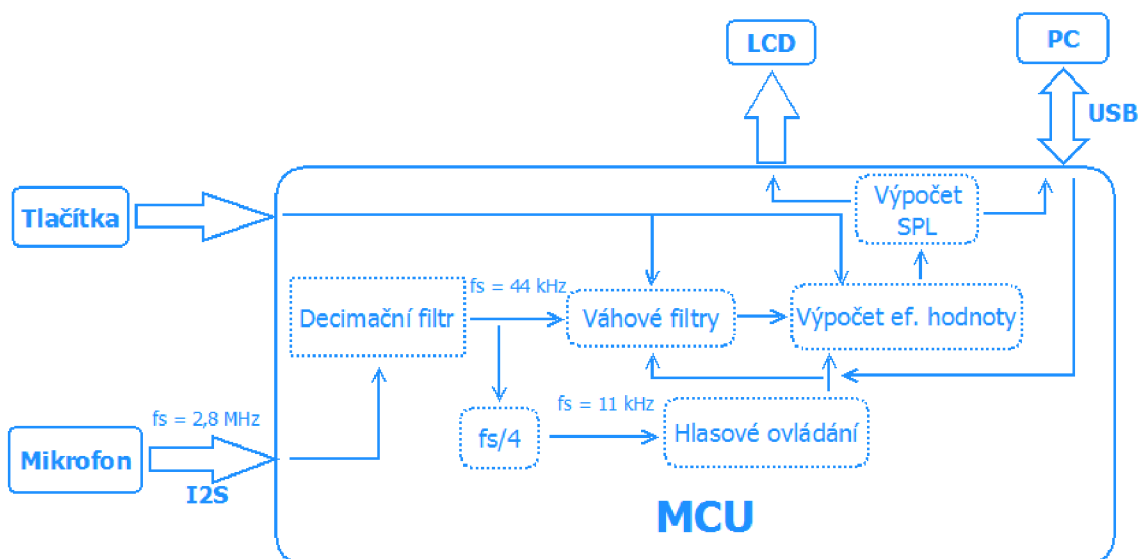 LCD
PC
USB
Tlačítka
Výpočet
SPL
fs = 44 kHz
Decimační filtr
Váhové filtry
Výpočet ef. hodnoty
fs = 2,8 MHz
fs = 11 kHz
fs/4
Hlasové ovládání
Mikrofon
I2S
MCU